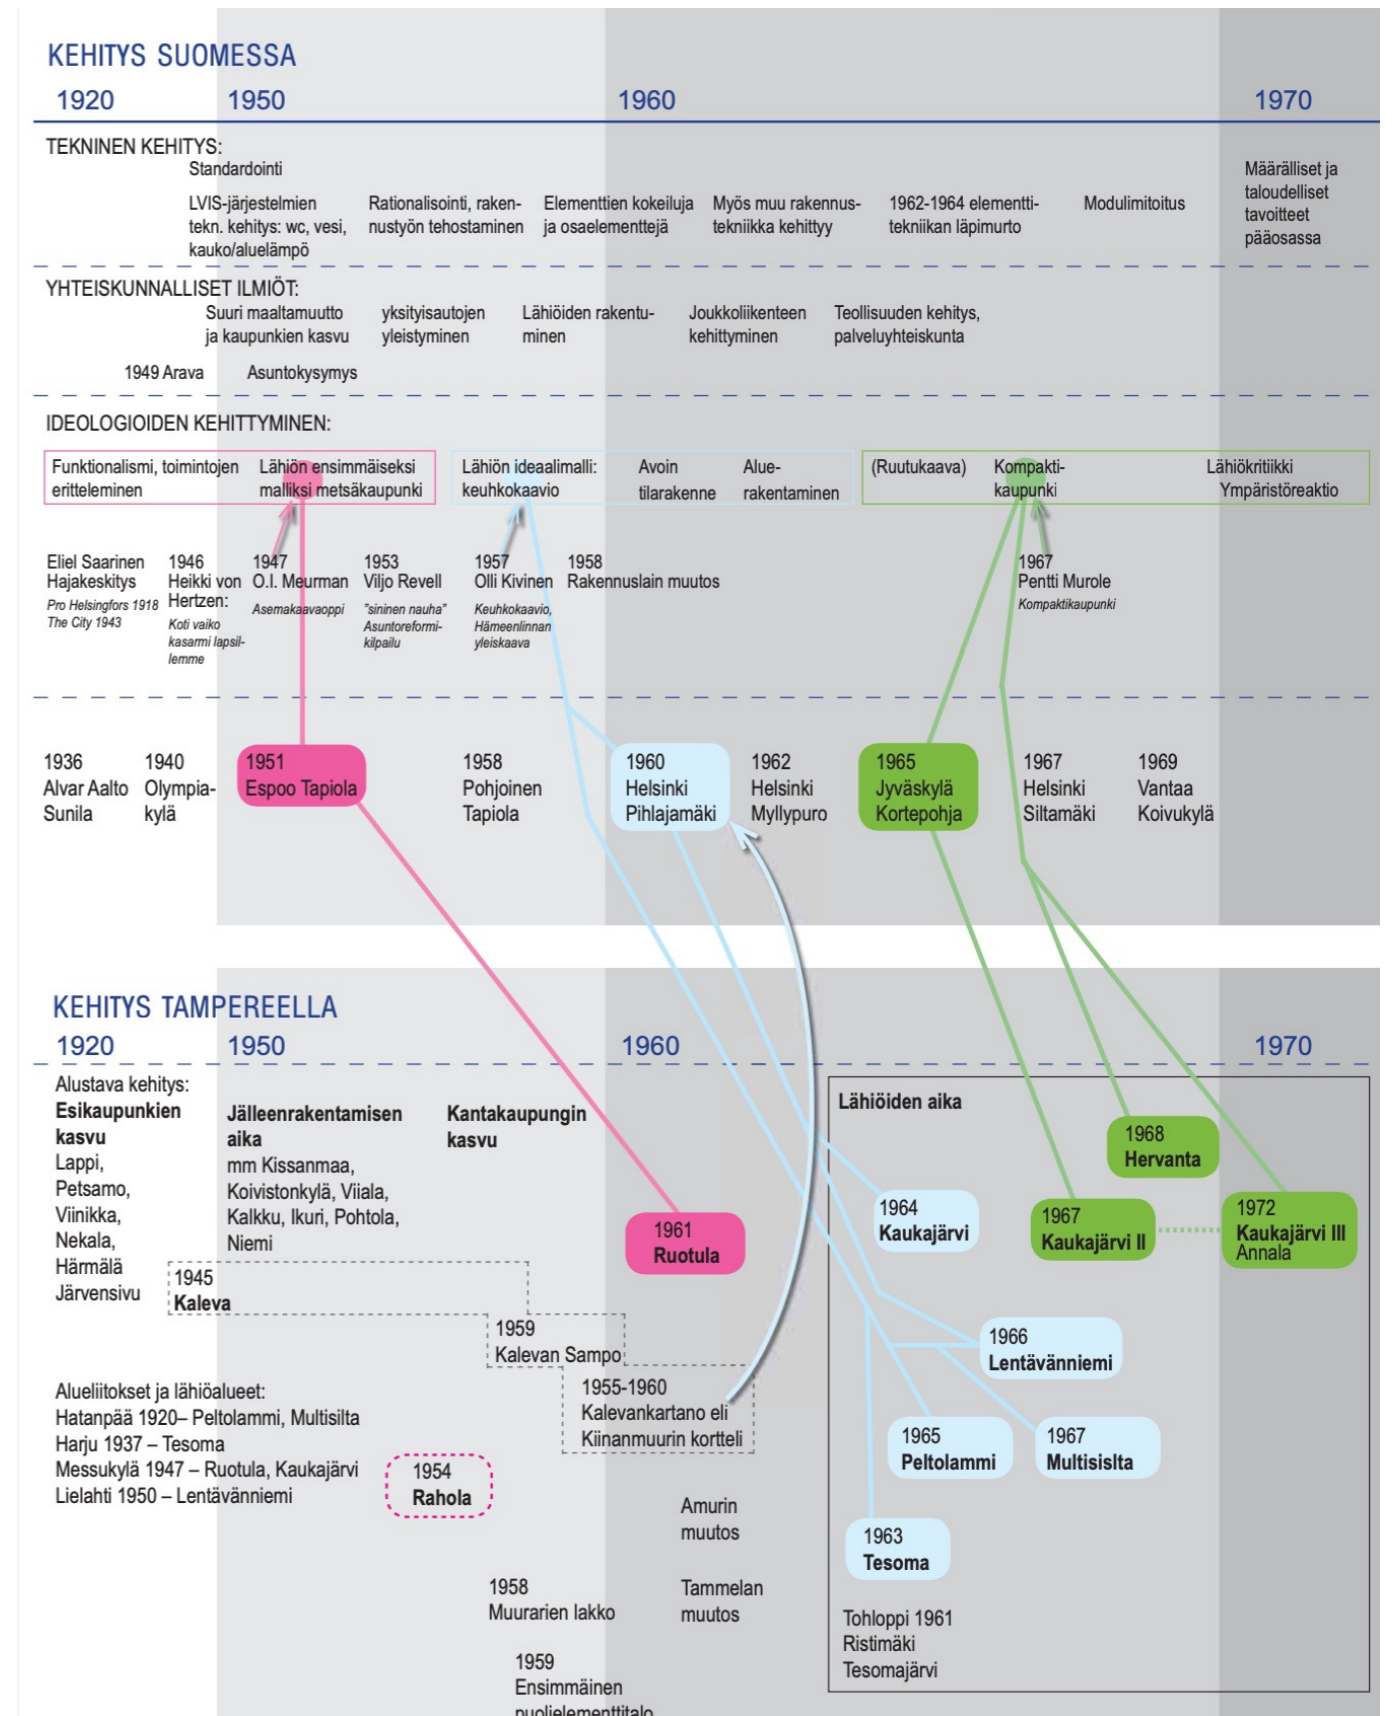 KEHITYS SUOMESSA
1920 1950 1960 1970
TEKNINEN KEHITYS:
Standardointi
LVIS-järjestelmien
tekn. kehitys: wc, vesi,
kauko/aluelämpö
Rationalisointi, raken-
nustyön tehostaminen
Elementtien kokeiluja
ja osaelementtejä
Myös muu rakennus-
tekniikka kehittyy
1962-1964 elementti-
tekniikan läpimurto
Modulimitoitus
Määrälliset ja
taloudelliset
tavoitteet
pääosassa
YHTEISKUNNALLISET ILMIÖT:
Suuri maaltamuutto
ja kaupunkien kasvu
yksityisautojen
yleistyminen
Lähiöiden rakentu-
minen
Joukkoliikenteen
kehittyminen
Teollisuuden kehitys,
palveluyhteiskunta
1949 Arava
Asuntokysymys
IDEOLOGIOIDEN KEHITTYMINEN:
Funktionalismi, toimintojen
eritteleminen
Lähiön ensimmäiseksi
malliksi metsäkaupunki
Lähiön ideaalimalli:
keuhkokaavio
Avoin
tilarakenne
Alue-
rakentaminen
(Ruutukaava)
Kompakti-
kaupunki
Lähiökritiikki
Ympäristöreaktio
Eliel Saarinen
Hajakeskitys
Pro Helsingfors 1918
The City 1943
1946
Heikki von
Hertzen:
Koti vaiko
kasarmi lapsil-
lemme
1947
O.I. Meurman
Asemakaavaoppi
1953
Viljo Revell
"sininen nauha"
Asuntoreformi-
kilpailu
1957
Olli Kivinen
Keuhkokaavio,
Hämeenlinnan
yleiskaava
1958
Rakennuslain muutos
1967
Pentti Murole
Kompaktikaupunki
1936
Alvar Aalto
Sunila
1940
Olympia-
kylä
1951
Espoo Tapiola
1958
Pohjoinen
Tapiola
1960
Helsinki
Pihlajamäki
1962
Helsinki
Myllypuro
1965
Jyväskylä
Kortepohja
1967
Helsinki
Siltamäki
1969
Vantaa
Koivukylä
KEHITYS TAMPEREELLA
1920 1950 1960 1970
Alustava kehitys:
Esikaupunkien
kasvu
Lappi,
Petsamo,
Viinikka,
Nekala,
Härmälä
Järvensivu
Jälleenrakentamisen
aika
mm Kissanmaa,
Koivistonkylä, Viiala,
Kalkku, Ikuri, Pohtola,
Niemi
Kantakaupungin
kasvu
Lähiöiden aika
1968
Hervanta
1964
Kaukajärvi
1967
Kaukajärvi II
1972
Kaukajärvi III
Annala
1961
Ruotula
1945
Kaleva
1959
Kalevan Sampo
1955-1960
Kalevankartano eli
Kiinanmuurin kortteli
1966
Lentävänniemi
1965
Peltolammi
1967
Multisislta
Alueliitokset ja lähiöalueet:
Hatanpää 1920– Peltolammi, Multisilta
Harju 1937 – Tesoma
Messukylä 1947 – Ruotula, Kaukajärvi
Lielahti 1950 – Lentävänniemi
1954
Rahola
Amurin
muutos
1963
Tesoma
1958
Muurarien lakko
Tammelan
muutos
Tohloppi 1961
Ristimäki
Tesomajärvi
1959
Ensimmäinen
puolielementtitalo